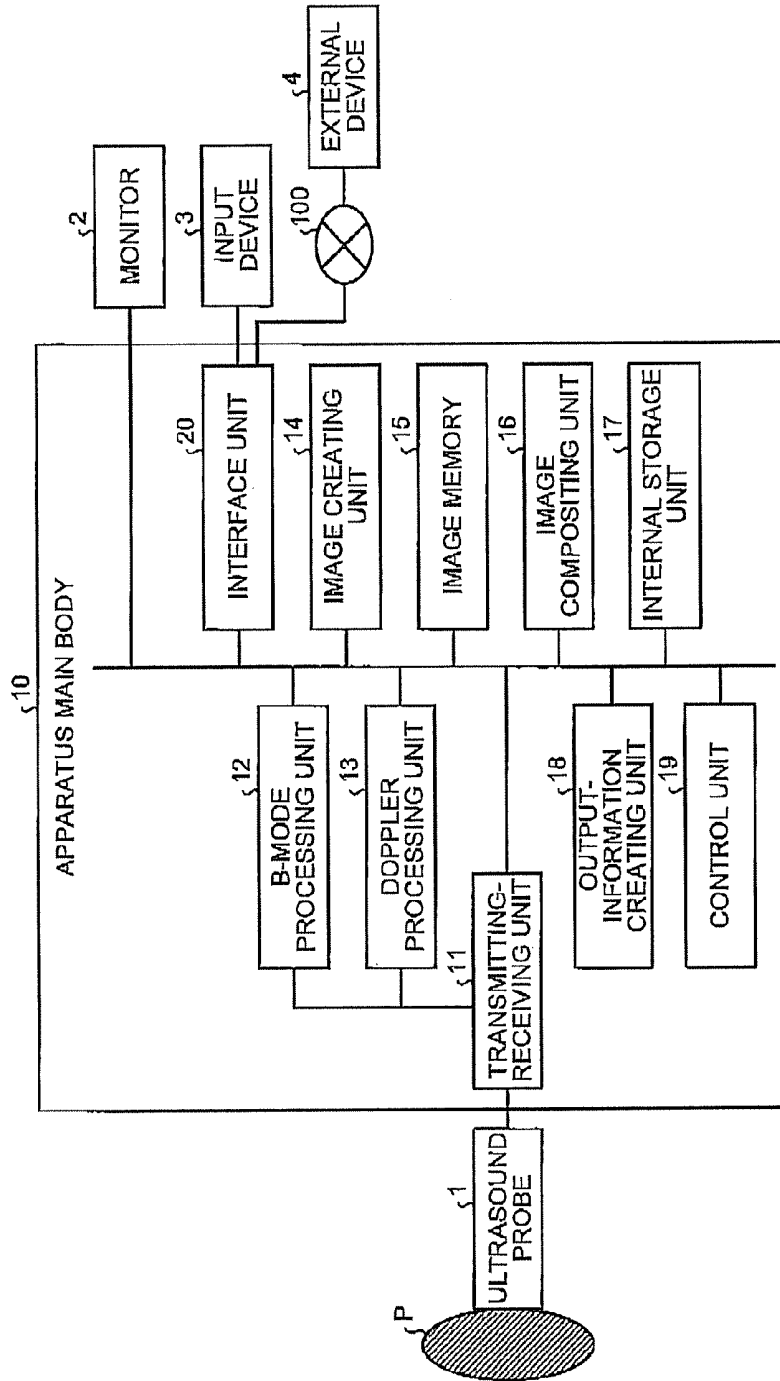 10
APPARATUS MAIN BODY
P
1
ULTRASOUND
PROBE
11
TRANSMITTING-
RECEIVING UNIT
12
B-MODE
PROCESSING UNIT
13
DOPPLER
PROCESSING UNIT
18
OUTPUT-
INFORMATION
CREATING UNIT
19
CONTROL UNIT
20
INTERFACE UNIT
14
IMAGE CREATING
UNIT
15
IMAGE MEMORY
16
IMAGE
COMPOSITING UNIT
17
INTERNAL STORAGE
UNIT
2
MONITOR
3
INPUT
DEVICE
100
4
EXTERNAL
DEVICE